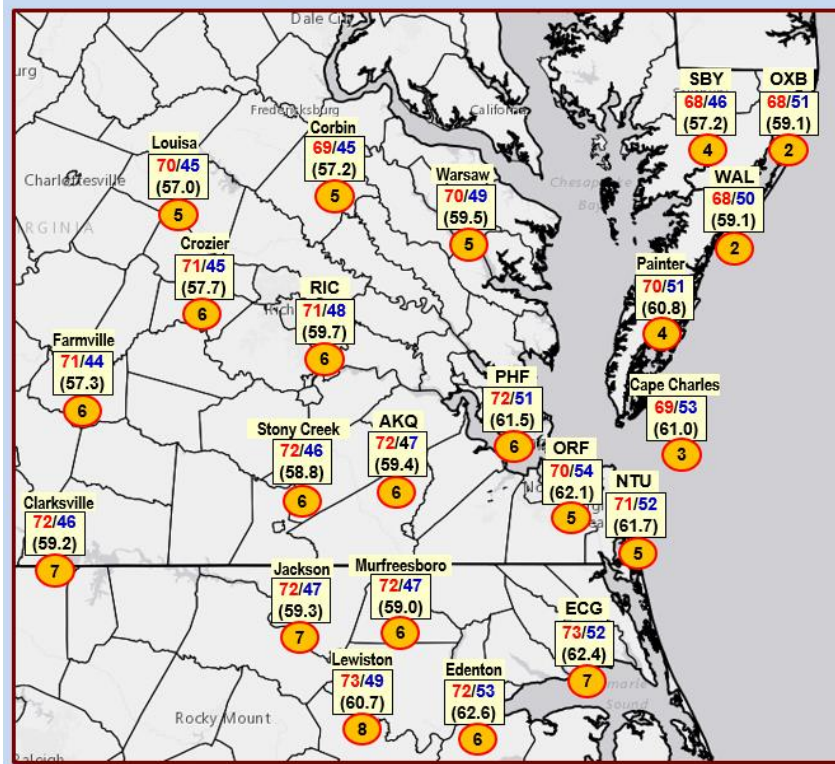 Dale City
SBY
68/46
(57.2)
4
OXB
68/51
(59.1)
2
Fredericksburg
California
Corbin
69/45
(57.2)
5
Louisa
70/45
(57.0)
5
Charlottesville
Warsaw
70/49
(59.5)
5
Chesapeake
Bay
WAL
68/50
(59.1)
2
Crozier
71/45
(57.7)
6
RIC
71/48
(59.7)
6
Painter
70/51
(60.8)
4
Farmville
71/44
(57.3)
6
PHF
72/51
(61.5)
6
Cape Charles
69/53
(61.0)
3
Stony Creek
72/46
(58.8)
6
AKQ
72/47
(59.4)
6
ORF
70/54
(62.1)
5
NTU
71/52
(61.7)
5
Clarksville
72/46
(59.2)
7
Jackson
72/47
(59.3)
7
Murfreesboro
72/47
(59.0)
6
ECG
73/52
(62.4)
7
Lewiston
73/49
(60.7)
8
Edenton
72/53
(62.6)
6
Sound
Rocky Mount
Raleigh